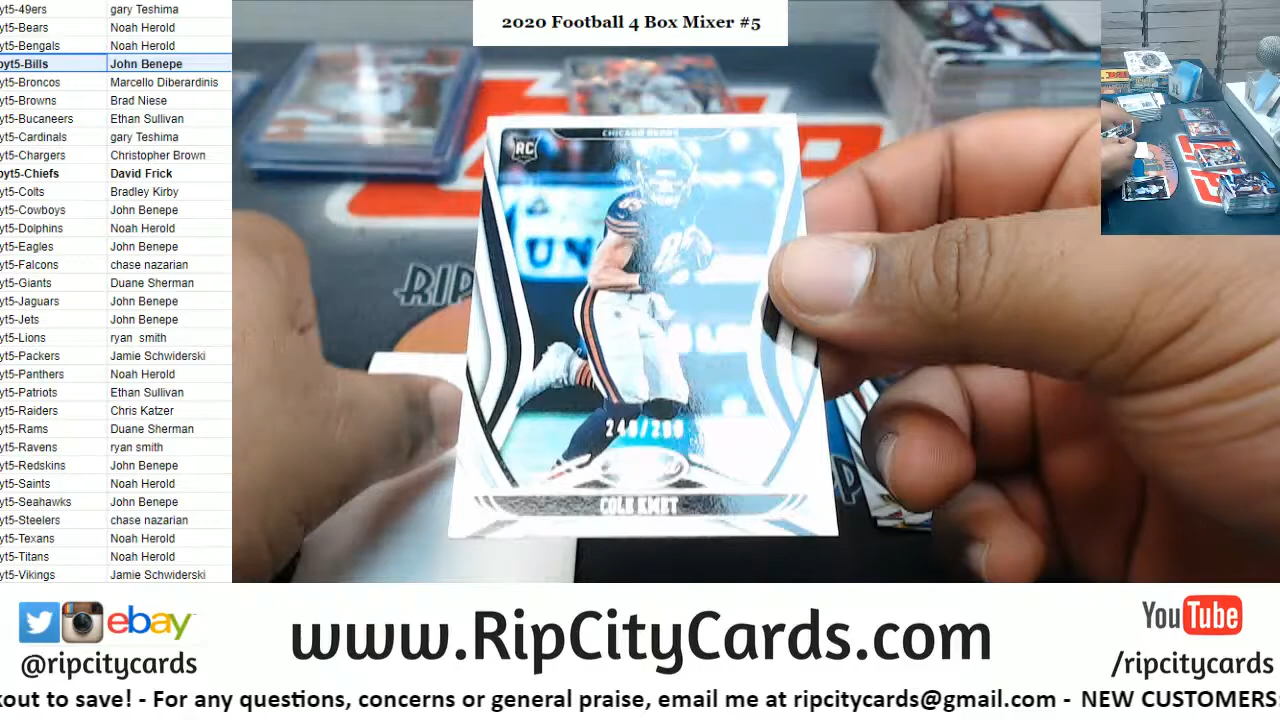 2020 Football 4 Box Mixer #5
yt5-49ers gary Teshima
yt5-Bears Noah Herold
yt5-Bengals Noah Herold
yt5-Bills John Benepe
yt5-Broncos Marcello Diberardinis
yt5-Browns Brad Niese
yt5-Bucaneers Ethan Sullivan
yt5-Cardinals gary Teshima
yt5-Chargers Christopher Brown
yt5-Chiefs David Frick
yt5-Colts Bradley Kirby
yt5-Cowboys John Benepe
yt5-Dolphins Noah Herold
yt5-Eagles John Benepe
yt5-Falcons chase nazarian
yt5-Giants Duane Sherman
yt5-Jaguars John Benepe
yt5-Jets John Benepe
yt5-Lions ryan smith
yt5-Packers Jamie Schwiderski
yt5-Panthers Noah Herold
yt5-Patriots Ethan Sullivan
yt5-Raiders Chris Katzer
yt5-Rams Duane Sherman
yt5-Ravens ryan smith
yt5-Redskins John Benepe
yt5-Saints Noah Herold
yt5-Seahawks John Benepe
yt5-Steelers chase nazarian
yt5-Texans Noah Herold
yt5-Titans Noah Herold
yt5-Vikings Jamie Schwiderski
CHICAGO BEARS
RC
UN
RIP
COLE KMET
ebay
@ripcitycards
www.RipCityCards.com
YouTube
/ripcitycards
kout to save! - For any questions, concerns or general praise, email me at ripcitycards@gmail.com - NEW CUSTOMERS: